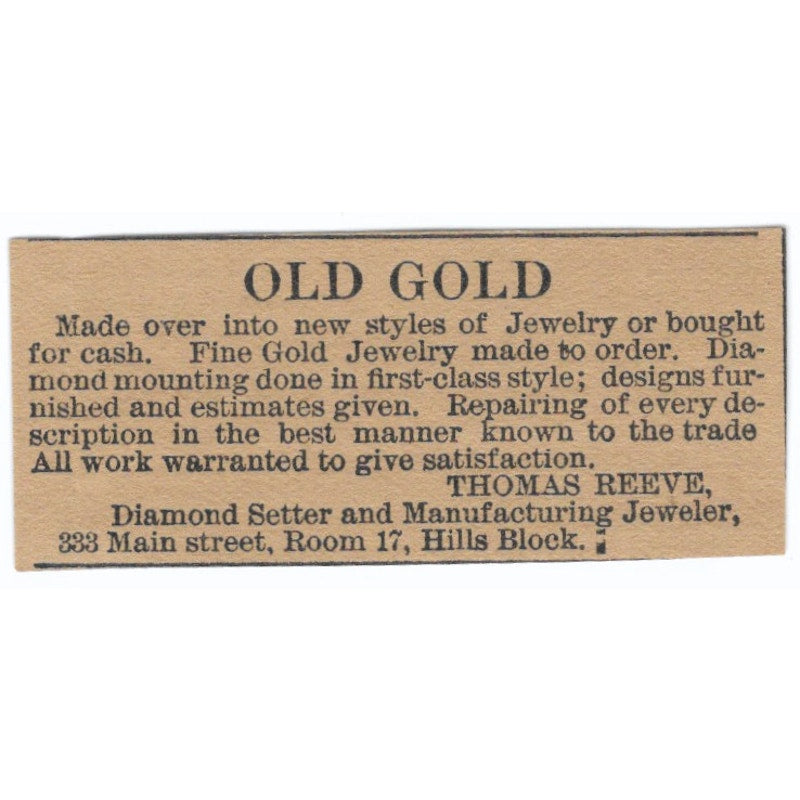 OLD GOLD
Made over into new styles of Jewelry or bought
for cash. Fine Gold Jewelry made to order. Dia-
mond mounting done in first-class style; designs fur-
nished and estimates given. Repairing of every de-
scription in the best manner known to the trade
All work warranted to give satisfaction.
THOMAS REEVE,
Diamond Setter and Manufacturing Jeweler,
333 Main street, Room 17, Hills Block.